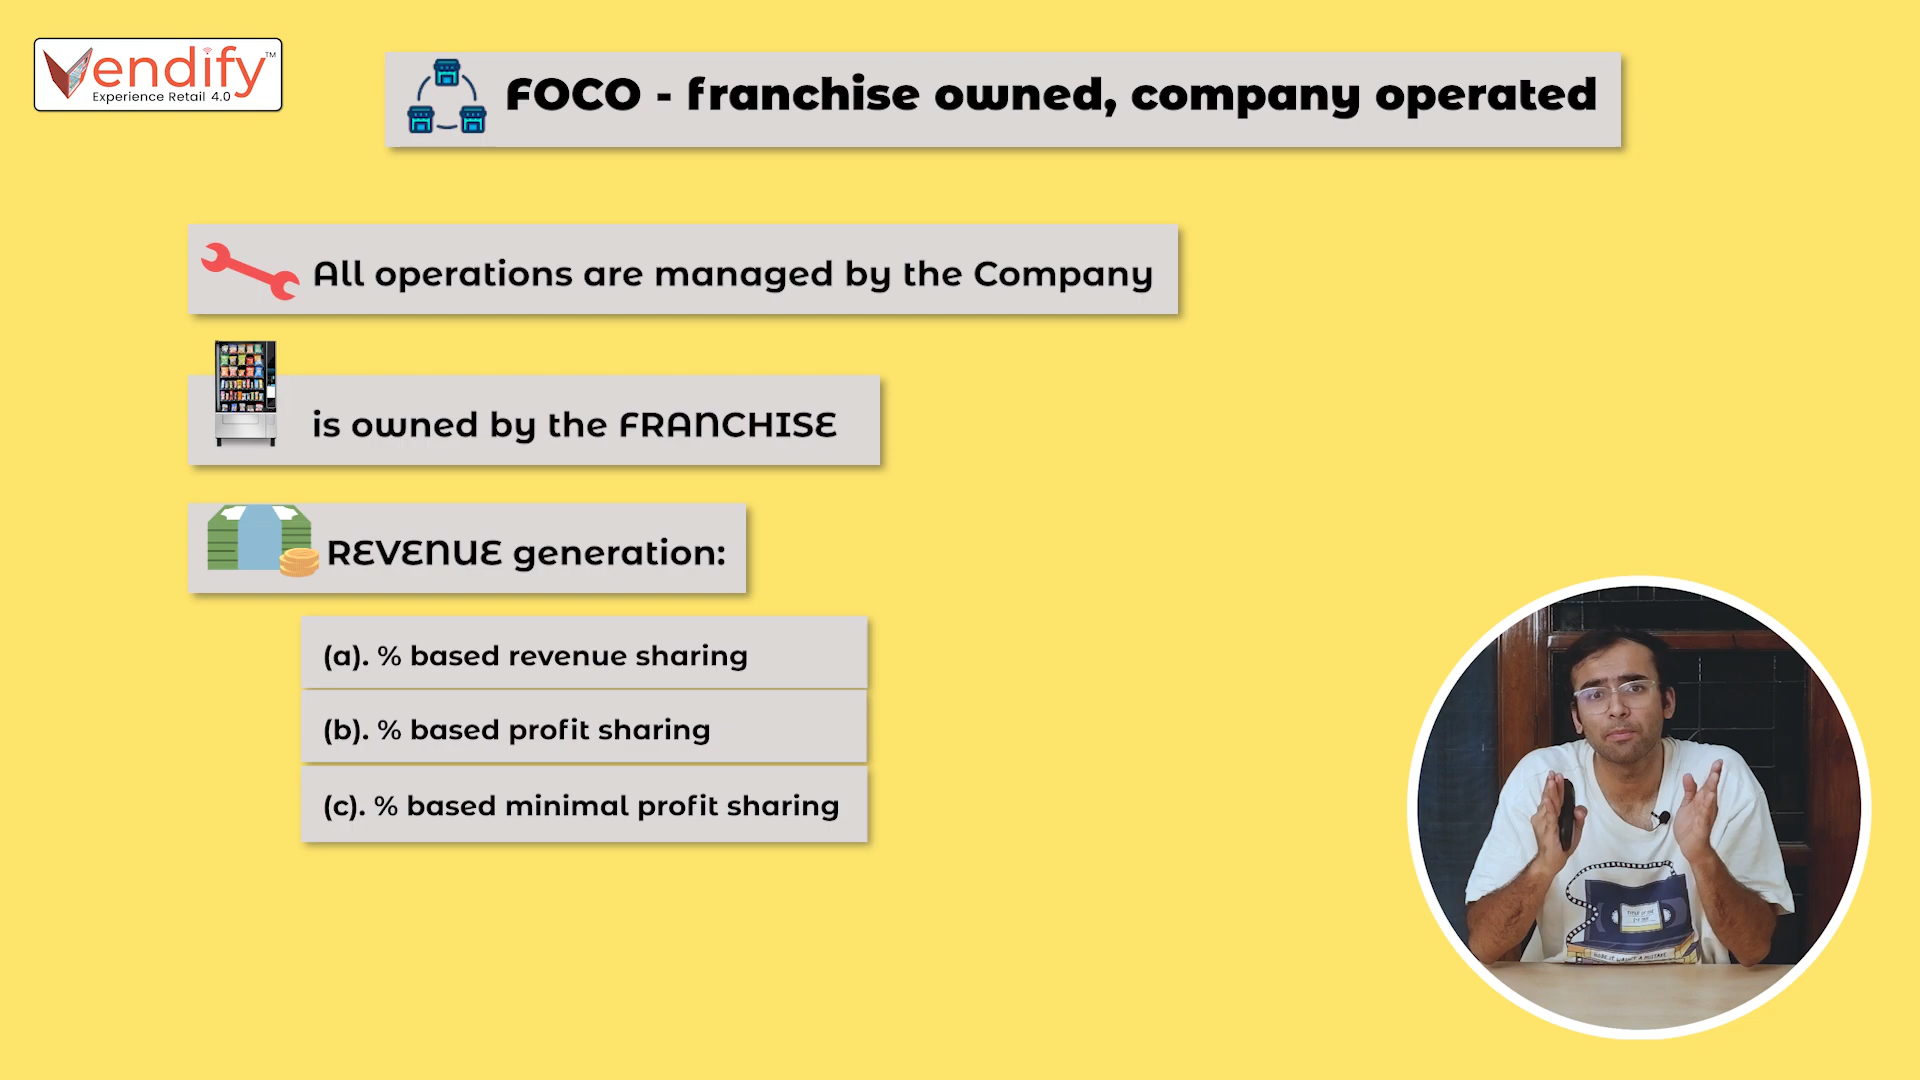 Vendify™
Experience Retail 4.0
FOCO - franchise owned, company operated
All operations are managed by the Company
is owned by the FRANCHISE
REVENUE generation:
(a). % based revenue sharing
(b). % based profit sharing
(c). % based minimal profit sharing